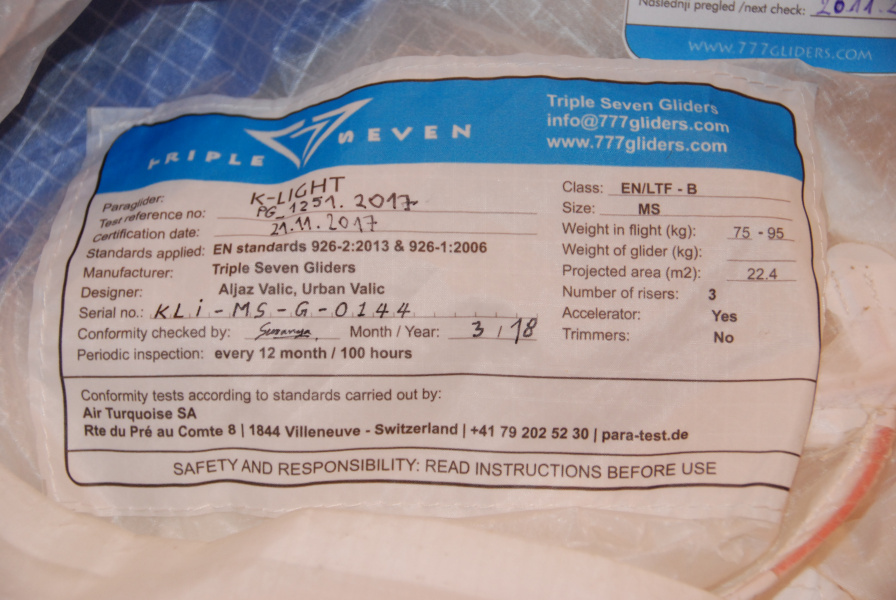 Naslednji pregled /next check: 2011.2
WWW.777GLIDERS.COM
TRIPLE SEVEN
Triple Seven Gliders
info@777gliders.com
www.777gliders.com
Paraglider: K-LIGHT
Test reference no: PG_1251.2017
Certification date: 21.11.2017
Standards applied: EN standards 926-2:2013 & 926-1:2006
Manufacturer: Triple Seven Gliders
Designer: Aljaz Valic, Urban Valic
Serial no.: KLi-MS-G-0144
Conformity checked by: Month / Year: 3/18
Periodic inspection: every 12 month / 100 hours
Class: EN/LTF - B
Size: MS
Weight in flight (kg): 75 - 95
Weight of glider (kg):
Projected area (m2): 22.4
Number of risers: 3
Accelerator: Yes
Trimmers: No
Conformity tests according to standards carried out by:
Air Turquoise SA
Rte du Pré au Comte 8 | 1844 Villeneuve - Switzerland | +41 79 202 52 30 | para-test.de
SAFETY AND RESPONSIBILITY: READ INSTRUCTIONS BEFORE USE